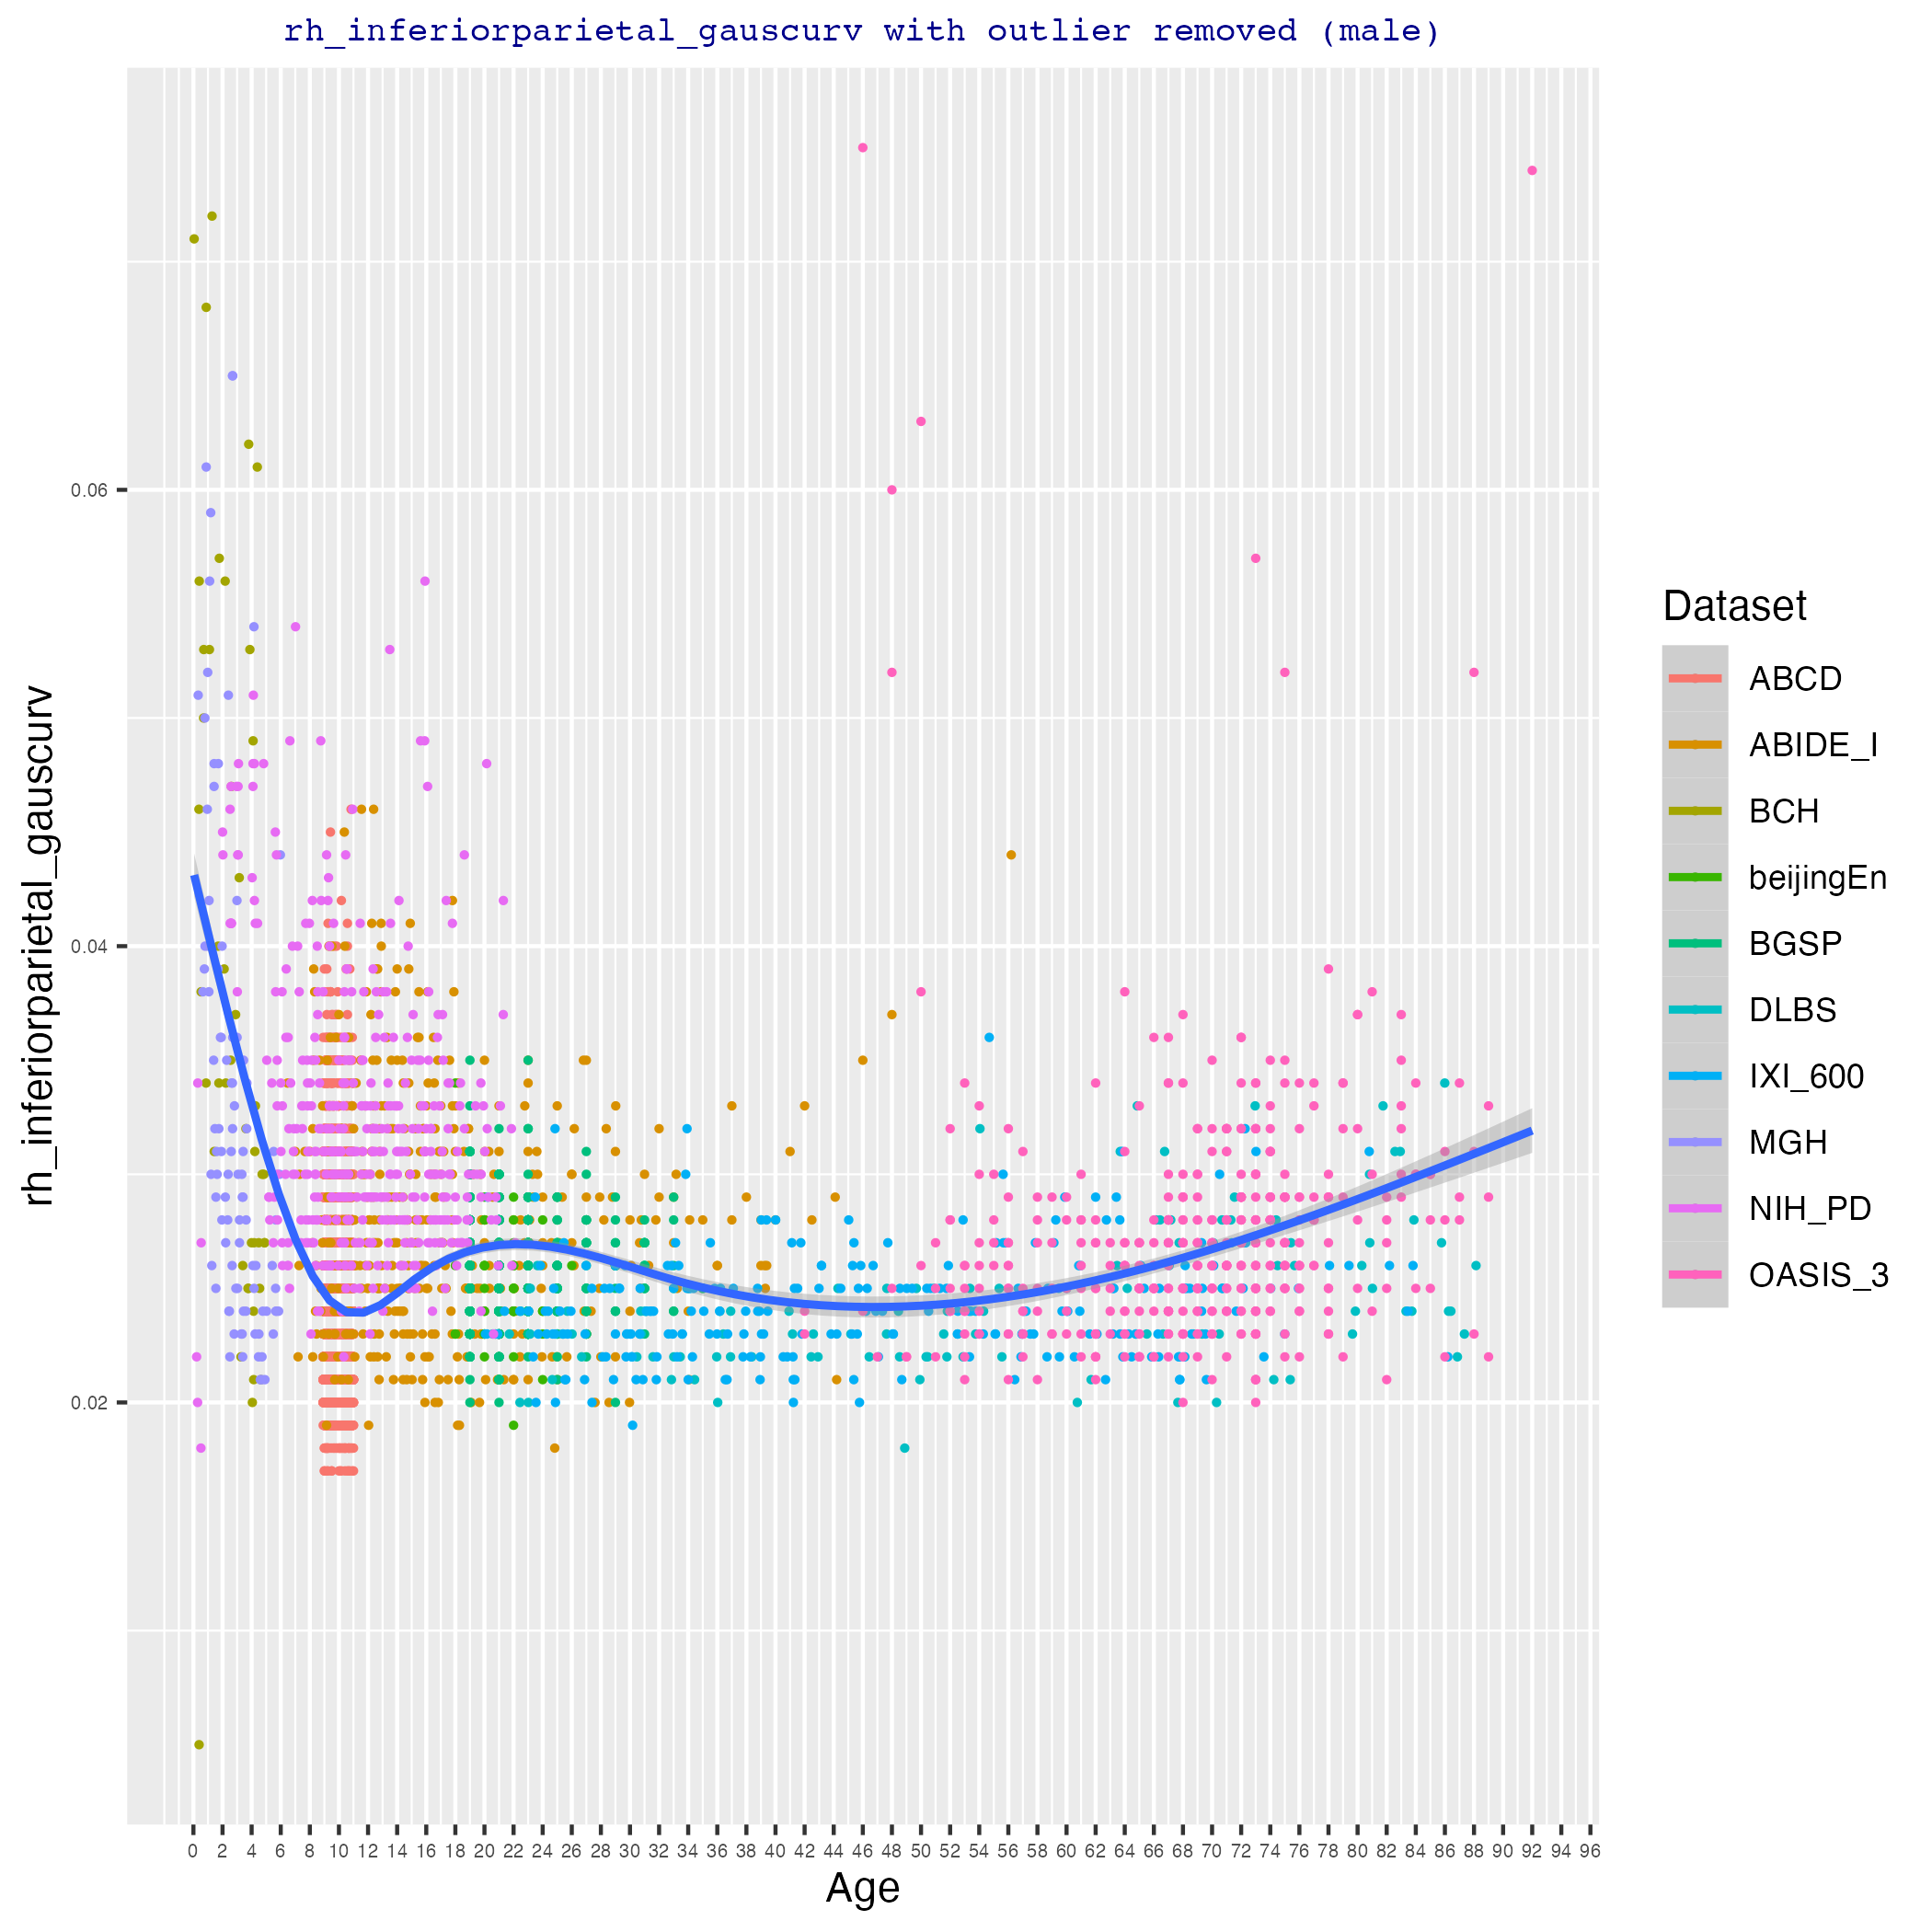 rh_inferiorparietal_gauscurv with outlier removed (male)
rh_inferiorparietal_gauscurv
0.06
0.04
0.02
0 2 4 6 8 10 12 14 16 18 20 22 24 26 28 30 32 34 36 38 40 42 44 46 48 50 52 54 56 58 60 62 64 66 68 70 72 74 76 78 80 82 84 86 88 90 92 94 96
Age
Dataset
ABCD
ABIDE_I
BCH
beijingEn
BGSP
DLBS
IXI_600
MGH
NIH_PD
OASIS_3